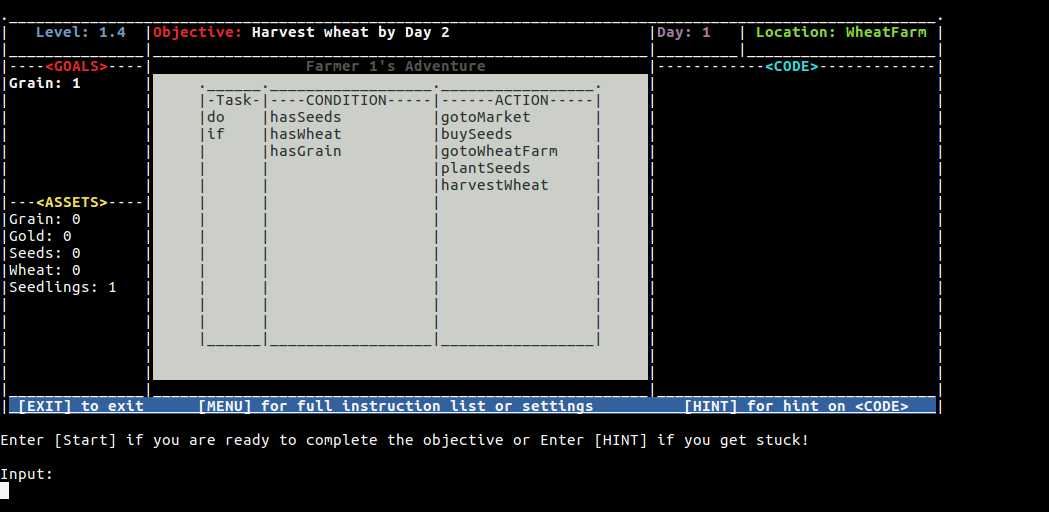 Level: 1.4 Objective: Harvest wheat by Day 2 Day: 1 Location: WheatFarm
----<GOALS>---- Farmer 1's Adventure ------------<CODE>-------------
Grain: 1
-Task- ----CONDITION----- ------ACTION-----
do hasSeeds gotoMarket
if hasWheat buySeeds
hasGrain gotoWheatFarm
plantSeeds
harvestWheat
---<ASSETS>----
Grain: 0
Gold: 0
Seeds: 0
Wheat: 0
Seedlings: 1
[EXIT] to exit [MENU] for full instruction list or settings [HINT] for hint on <CODE>
Enter [Start] if you are ready to complete the objective or Enter [HINT] if you get stuck!
Input: